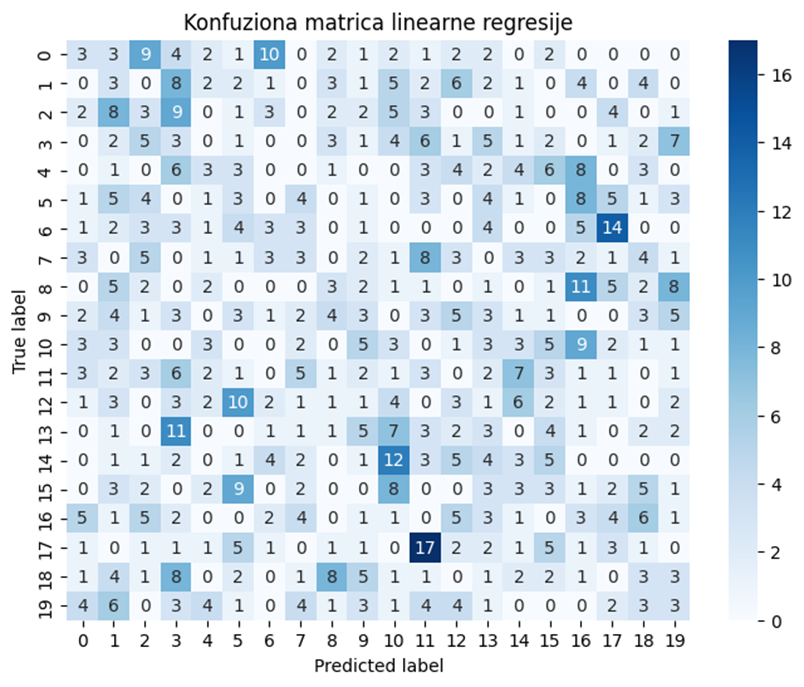 Konfuziona matrica linearne regresije
0 3 3 9 4 2 1 10 0 2 1 2 1 2 2 0 2 0 0 0 0
1 0 3 0 8 2 2 1 0 3 1 5 2 6 2 1 0 4 0 4 0
2 2 8 3 9 0 1 3 0 2 2 5 3 0 0 1 0 0 4 0 1
3 0 2 5 3 0 1 0 0 3 1 4 6 1 5 1 2 0 1 2 7
4 0 1 0 6 3 3 0 0 1 0 0 3 4 2 4 6 8 0 3 0
5 1 5 4 0 1 3 0 4 0 1 0 3 0 4 1 0 8 5 1 3
6 1 2 3 3 1 4 3 3 0 1 0 0 0 4 0 0 5 14 0 0
7 3 0 5 0 1 1 3 3 0 2 1 8 3 0 3 3 2 1 4 1
8 0 5 2 0 2 0 0 0 3 2 1 1 0 1 0 1 11 5 2 8
9 2 4 1 3 0 3 1 2 4 3 0 3 5 3 1 1 0 0 3 5
10 3 3 0 0 3 0 0 2 0 5 3 0 1 3 3 5 9 2 1 1
11 3 2 3 6 2 1 0 5 1 2 1 3 0 2 7 3 1 1 0 1
12 1 3 0 3 2 10 2 1 1 1 4 0 3 1 6 2 1 1 0 2
13 0 1 0 11 0 0 1 1 1 5 7 3 2 3 0 4 1 0 2 2
14 0 1 1 2 0 1 4 2 0 1 12 3 5 4 3 5 0 0 0 0
15 0 3 2 0 2 9 0 2 0 0 8 0 0 3 3 3 1 2 5 1
16 5 1 5 2 0 0 2 4 0 1 1 0 5 3 1 0 3 4 6 1
17 1 0 1 1 1 5 1 0 1 1 0 17 2 2 1 5 1 3 1 0
18 1 4 1 8 0 2 0 1 8 5 1 1 0 1 2 2 1 0 3 3
19 4 6 0 3 4 1 0 4 1 3 1 4 4 1 0 0 0 2 3 3
0 1 2 3 4 5 6 7 8 9 10 11 12 13 14 15 16 17 18 19
Predicted label
True label
16
14
12
10
8
6
4
2
0